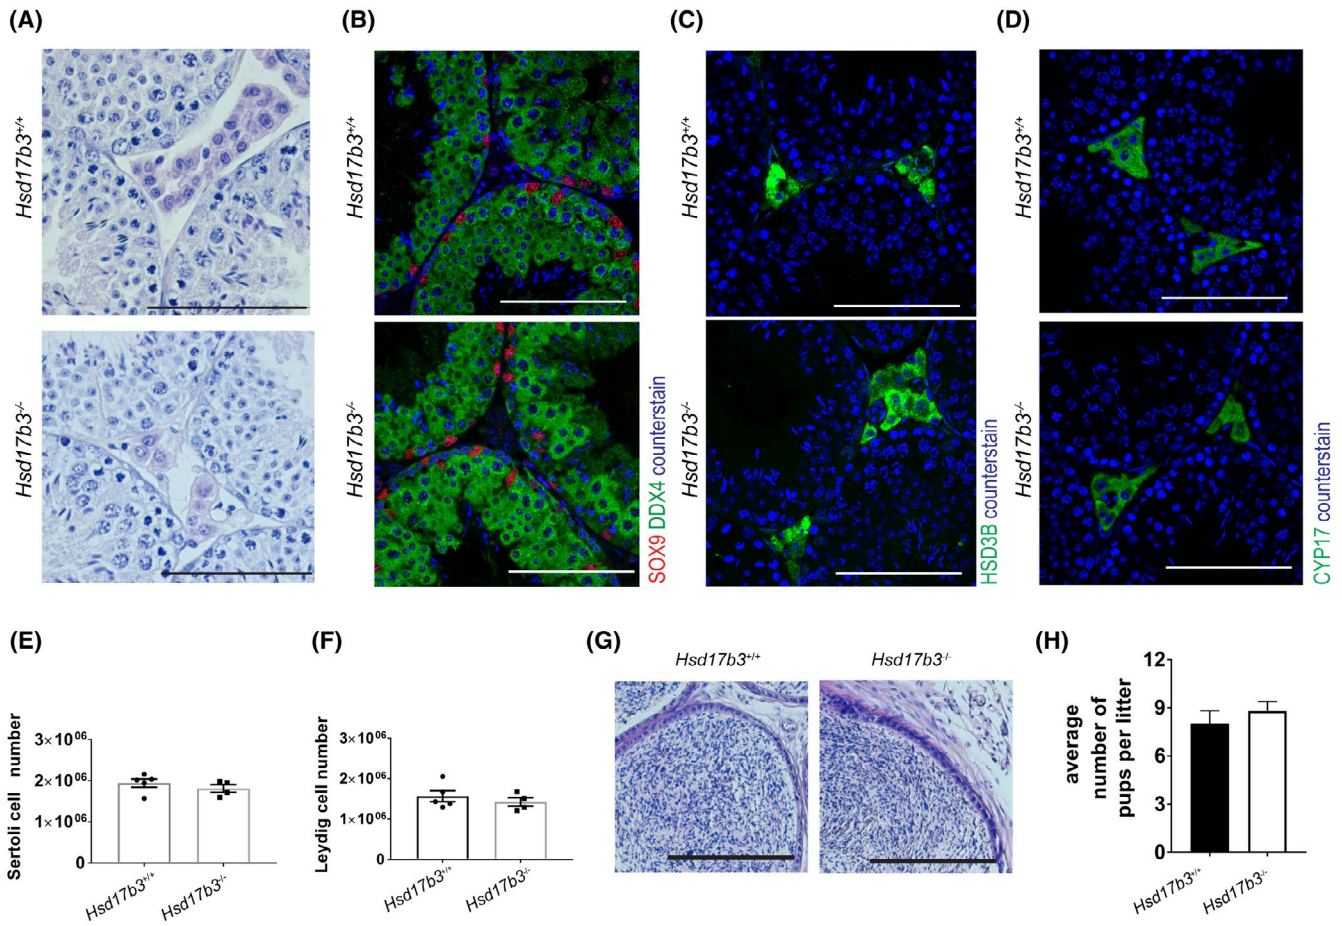 (A)
(B)
(C)
(D)
Hsd17b3+/+
Hsd17b3+/+
Hsd17b3+/+
Hsd17b3+/+
Hsd17b3-/-
Hsd17b3-/-
Hsd17b3-/-
Hsd17b3-/-
SOX9 DDX4 counterstain
HSD3B counterstain
CYP17 counterstain
(E)
Sertoli cell number
3×10⁰⁶
2×10⁰⁶
1×10⁰⁶
0
Hsd17b3+/+
Hsd17b3-/-
(F)
Leydig cell number
3×10⁰⁶
2×10⁰⁶
1×10⁰⁶
0
Hsd17b3+/+
Hsd17b3-/-
(G)
Hsd17b3+/+
Hsd17b3-/-
(H)
average
number of
pups per litter
12
9
6
3
0
Hsd17b3+/+
Hsd17b3-/-